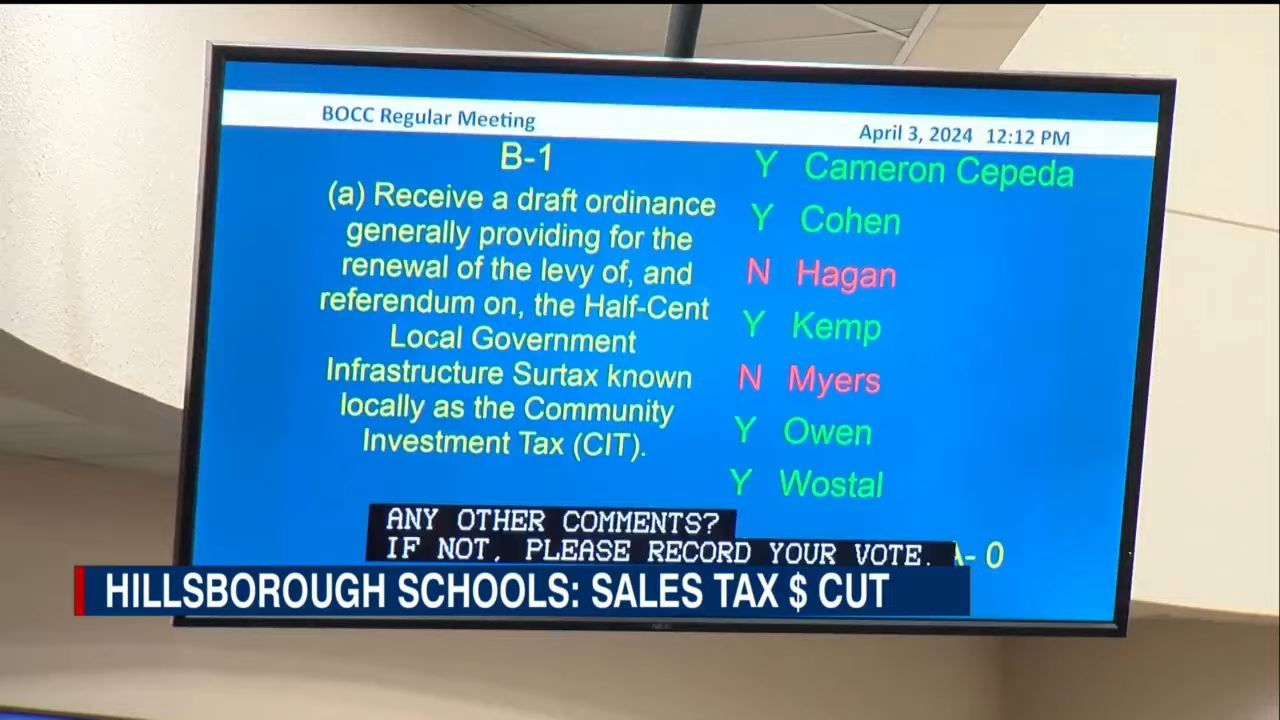 BOCC Regular Meeting
April 3, 2024 12:12 PM
B-1
(a) Receive a draft ordinance
generally providing for the
renewal of the levy of, and
referendum on, the Half-Cent
Local Government
Infrastructure Surtax known
locally as the Community
Investment Tax (CIT).
Y Cameron Cepeda
Y Cohen
N Hagan
Y Kemp
N Myers
Y Owen
Y Wostal
ANY OTHER COMMENTS?
IF NOT, PLEASE RECORD YOUR VOTE.
A- 0
HILLSBOROUGH SCHOOLS: SALES TAX $ CUT
NEC